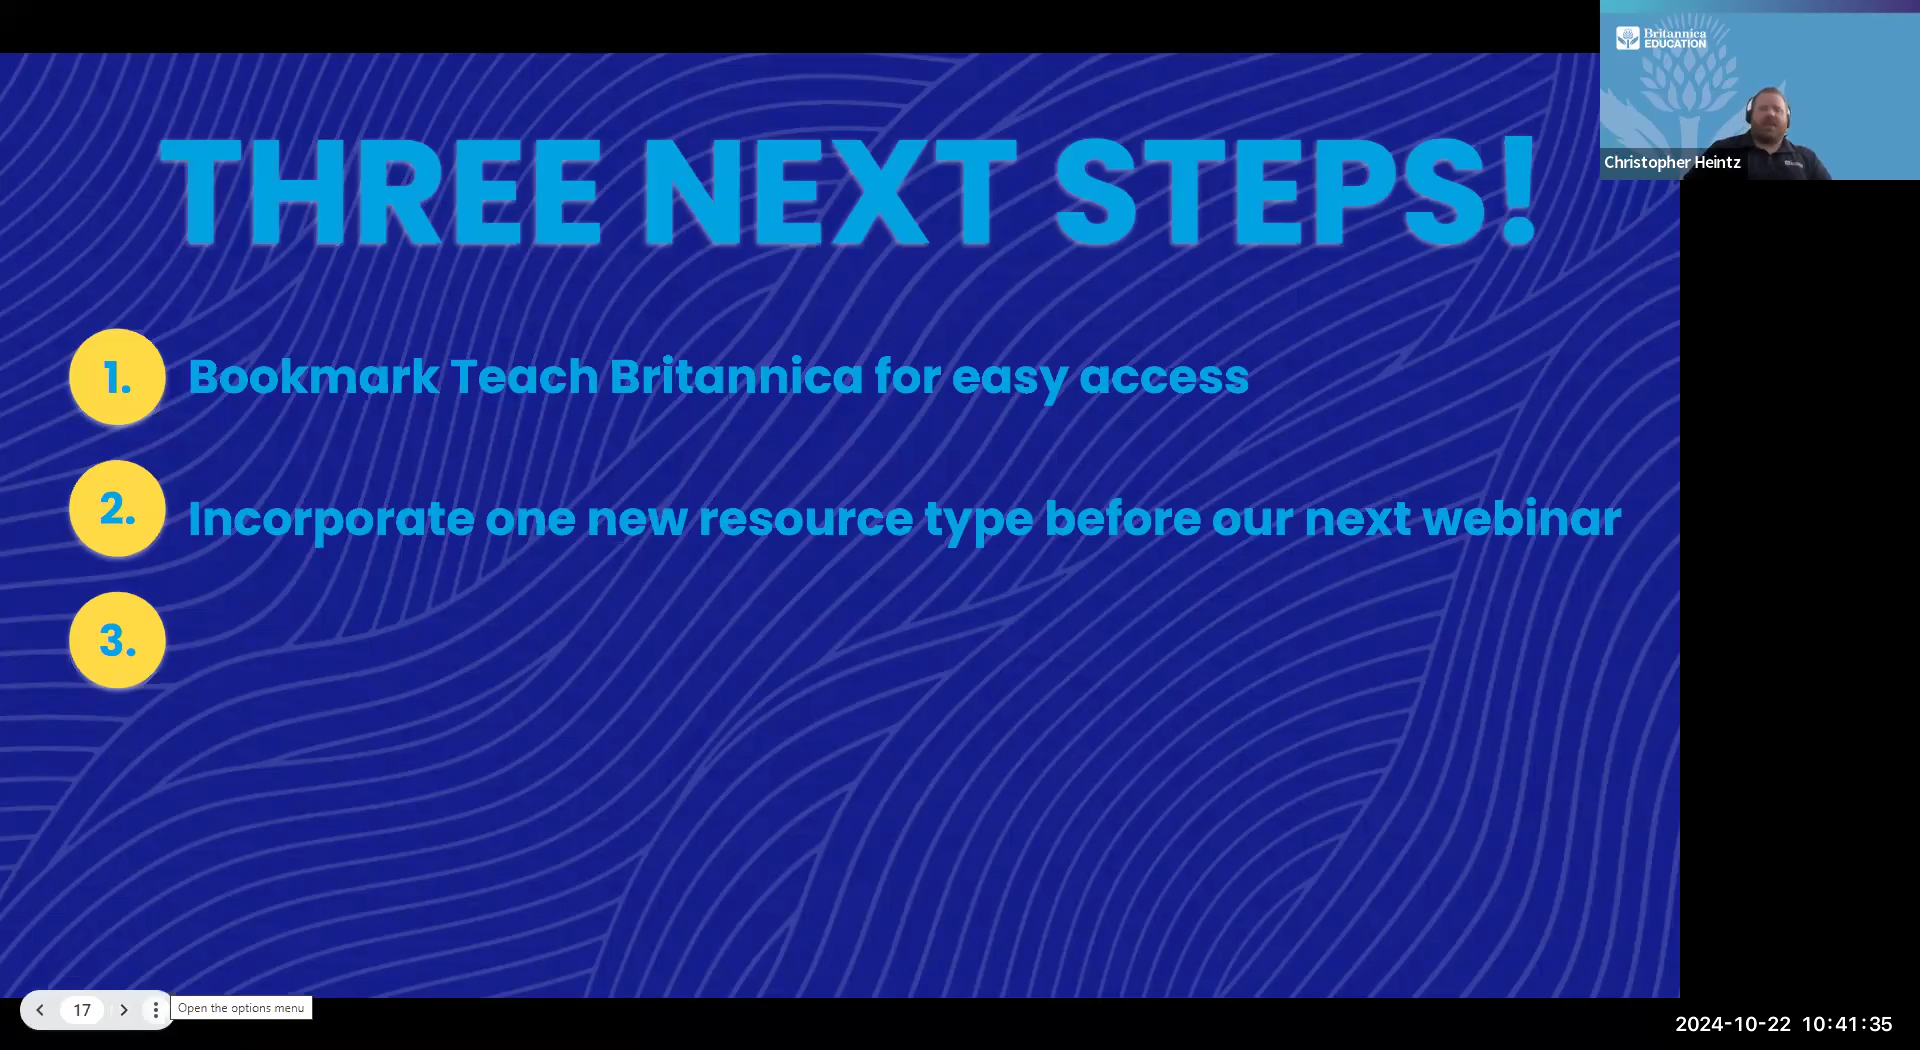 Britannica
EDUCATION
Christopher Heintz
THREE NEXT STEPS!
1. Bookmark Teach Britannica for easy access
2. Incorporate one new resource type before our next webinar
3.
17
Open the options menu
2024-10-22 10:41:35